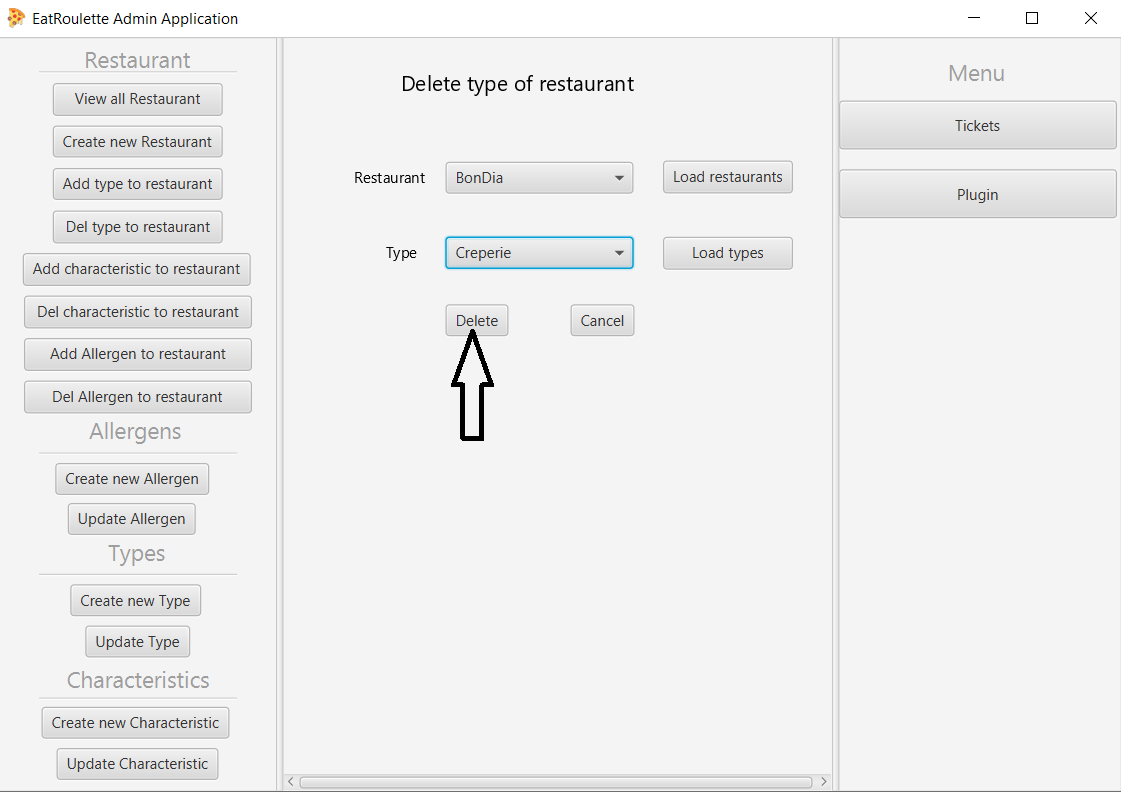 EatRoulette Admin Application
Restaurant
View all Restaurant
Create new Restaurant
Add type to restaurant
Del type to restaurant
Add characteristic to restaurant
Del characteristic to restaurant
Add Allergen to restaurant
Del Allergen to restaurant
Allergens
Create new Allergen
Update Allergen
Types
Create new Type
Update Type
Characteristics
Create new Characteristic
Update Characteristic
Delete type of restaurant
Restaurant BonDia Load restaurants
Type Creperie Load types
Delete Cancel
Menu
Tickets
Plugin